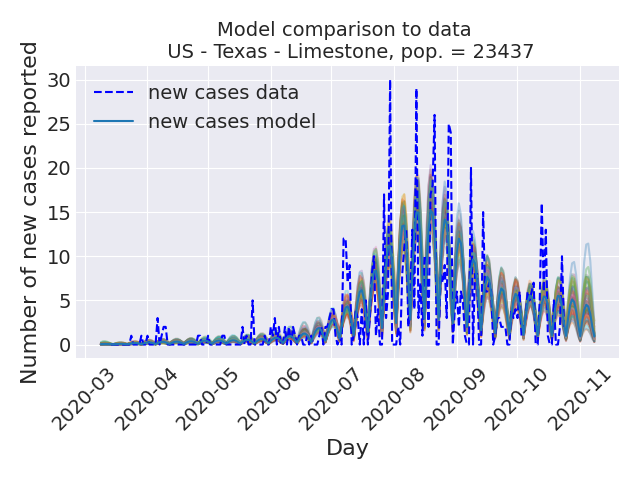 Model comparison to data
US - Texas - Limestone, pop. = 23437
Number of new cases reported
30
25
20
15
10
5
0
new cases data
new cases model
2020-03
2020-04
2020-05
2020-06
2020-07
2020-08
2020-09
2020-10
2020-11
Day